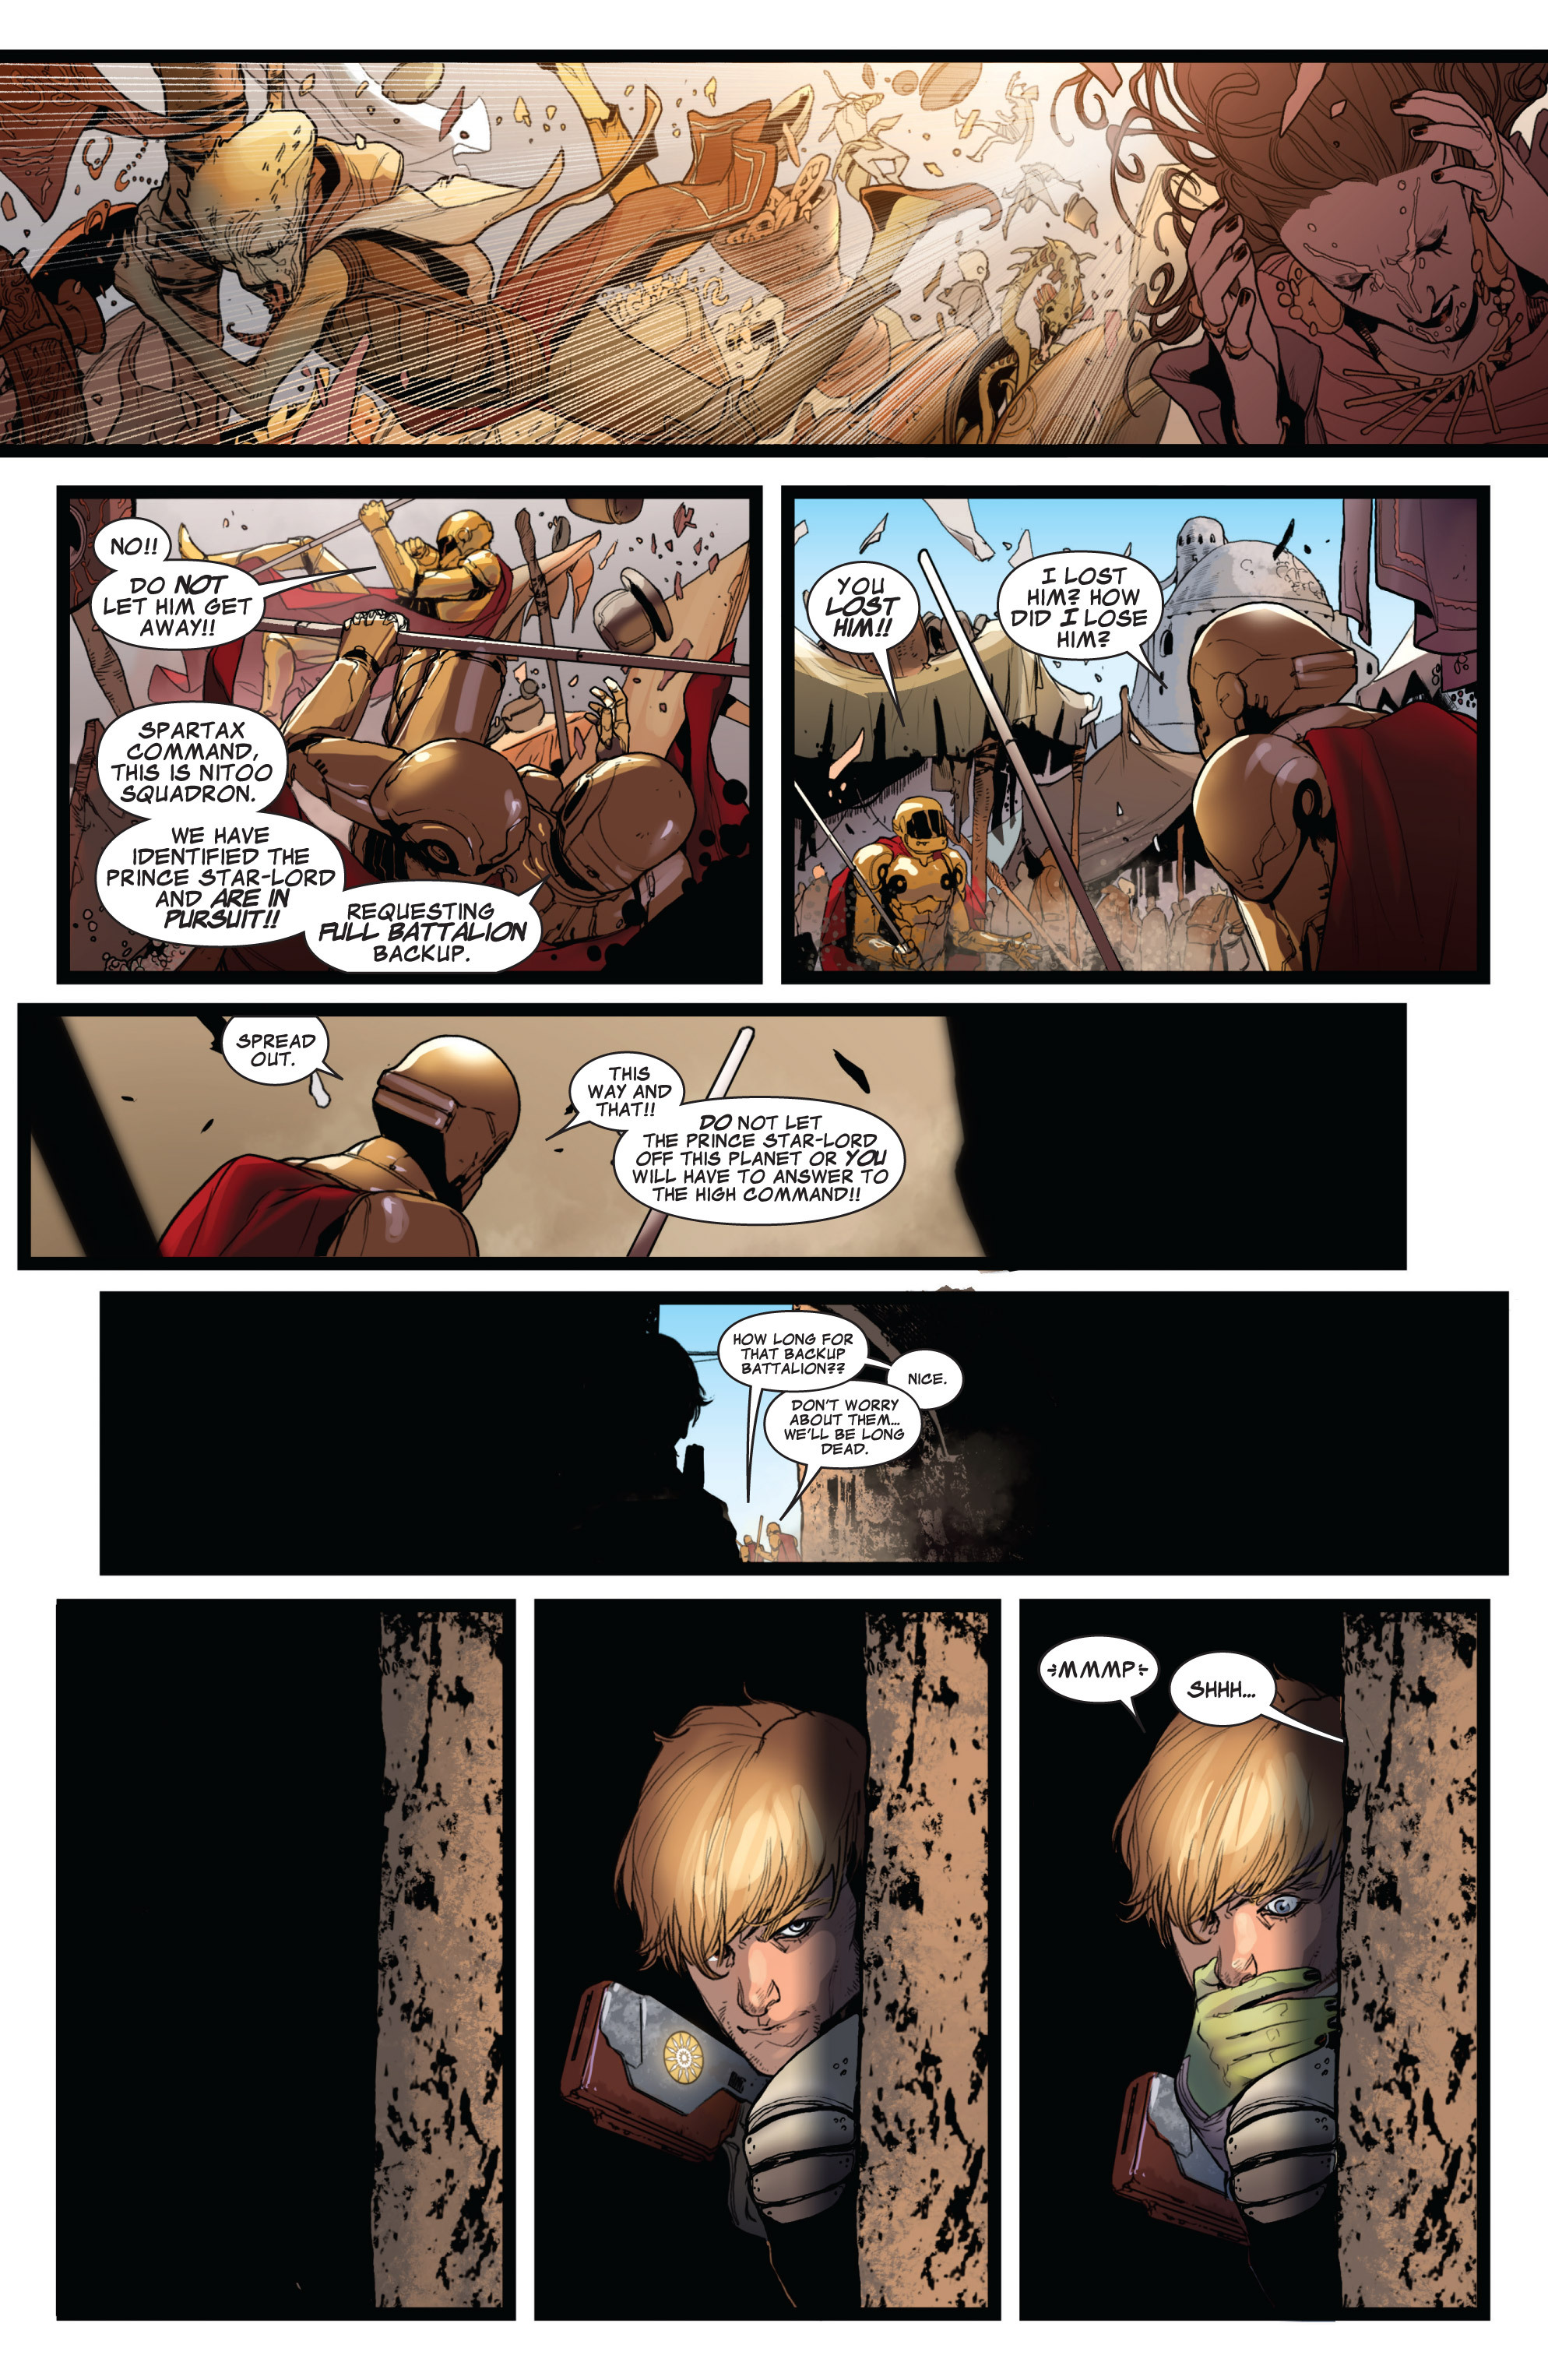 NO!!
DO NOT
LET HIM GET
AWAY!!
SPARTAX
COMMAND,
THIS IS NITOO
SQUADRON.
WE HAVE
IDENTIFIED THE
PRINCE STAR-LORD
AND ARE IN
PURSUIT!!
REQUESTING
FULL BATTALION
BACKUP.
YOU
LOST
HIM!!
I LOST
HIM? HOW
DID I LOSE
HIM?
SPREAD
OUT.
THIS
WAY AND
THAT!!
DO NOT LET
THE PRINCE STAR-LORD
OFF THIS PLANET OR YOU
WILL HAVE TO ANSWER TO
THE HIGH COMMAND!!
HOW LONG FOR
THAT BACKUP
BATTALION??
NICE.
DON'T WORRY
ABOUT THEM...
WE'LL BE LONG
DEAD.
MMMP
SHHH...